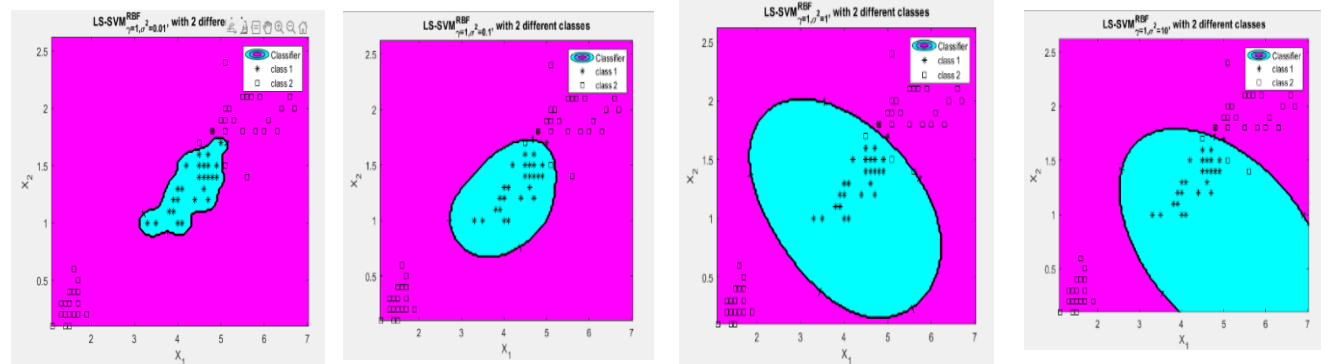 LS-SVM RBF γ=1,σ²=0.01, with 2 differe
Classifier
class 1
class 2
2.5
2
1.5
1
0.5
X₂
2 3 4 5 6 7
X₁
LS-SVM RBF γ=1,σ²=0.1, with 2 different classes
Classifier
class 1
class 2
2.5
2
1.5
1
0.5
X₂
2 3 4 5 6 7
X₁
LS-SVM RBF γ=1,σ²=1, with 2 different classes
Classifier
class 1
class 2
2.5
2
1.5
1
0.5
X₂
2 3 4 5 6 7
X₁
LS-SVM RBF γ=1,σ²=10, with 2 different classes
Classifier
class 1
class 2
2.5
2
1.5
1
0.5
X₂
2 3 4 5 6 7
X₁